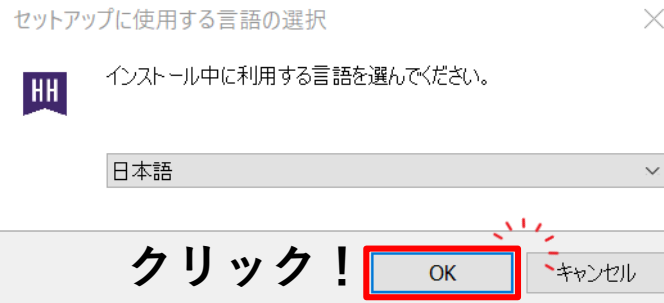 セットアップに使用する言語の選択
HH
インストール中に利用する言語を選んでください。
日本語
クリック！
OK
キャンセル